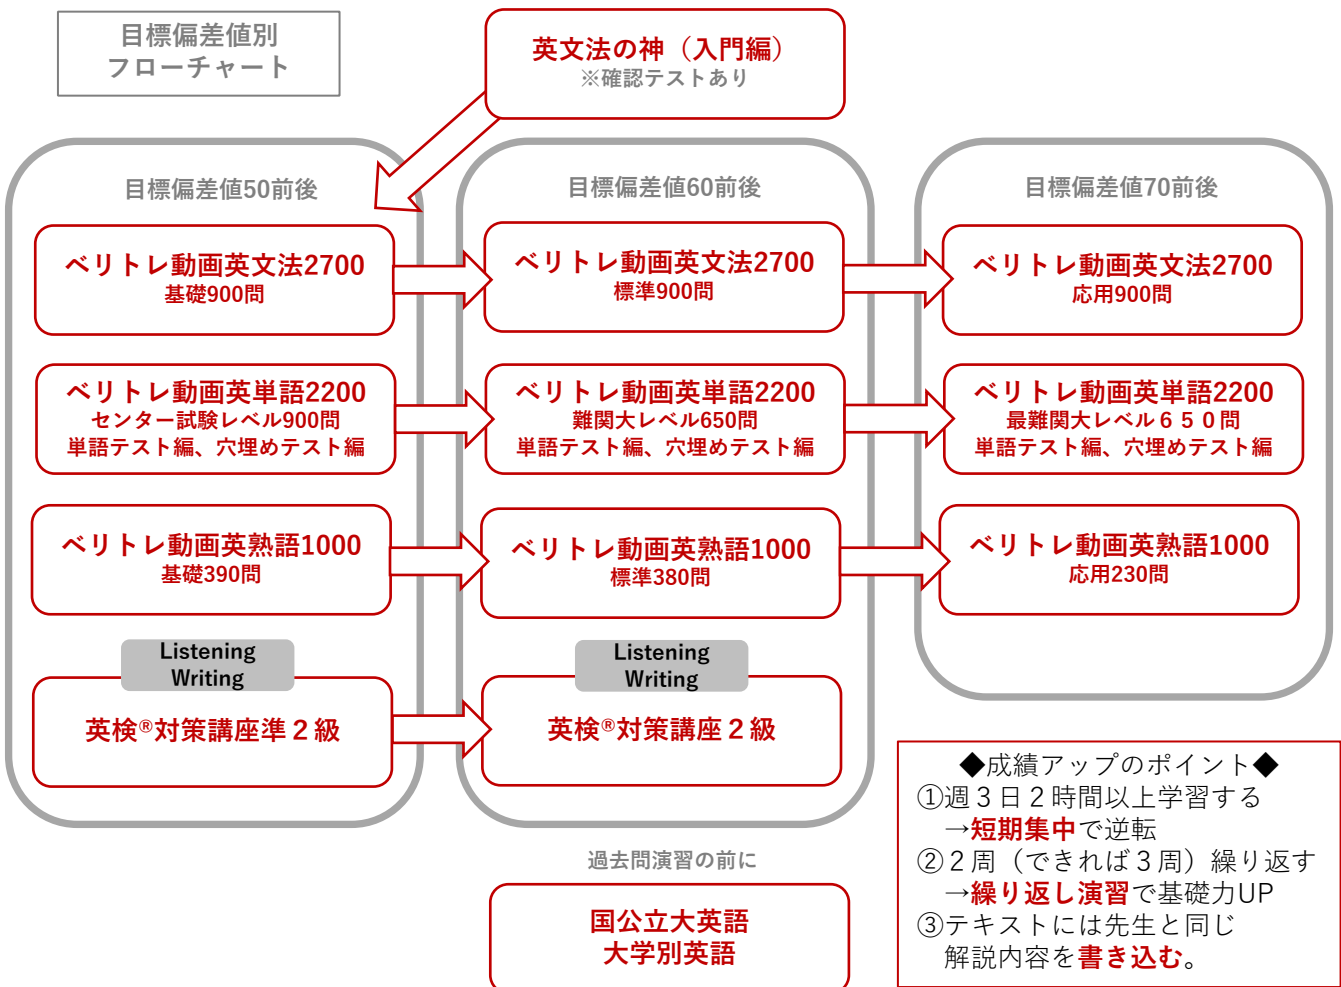 目標偏差値別
フローチャート
英文法の神（入門編）
※確認テストあり
目標偏差値50前後
ベリトレ動画英文法2700
基礎900問
ベリトレ動画英単語2200
センター試験レベル900問
単語テスト編、穴埋めテスト編
ベリトレ動画英熟語1000
基礎390問
Listening
Writing
英検®対策講座準２級
目標偏差値60前後
ベリトレ動画英文法2700
標準900問
ベリトレ動画英単語2200
難関大レベル650問
単語テスト編、穴埋めテスト編
ベリトレ動画英熟語1000
標準380問
Listening
Writing
英検®対策講座２級
目標偏差値70前後
ベリトレ動画英文法2700
応用900問
ベリトレ動画英単語2200
最難関大レベル６５０問
単語テスト編、穴埋めテスト編
ベリトレ動画英熟語1000
応用230問
過去問演習の前に
国公立大英語
大学別英語
◆成績アップのポイント◆
①週３日２時間以上学習する
→短期集中で逆転
②２周（できれば３周）繰り返す
→繰り返し演習で基礎力UP
③テキストには先生と同じ
解説内容を書き込む。